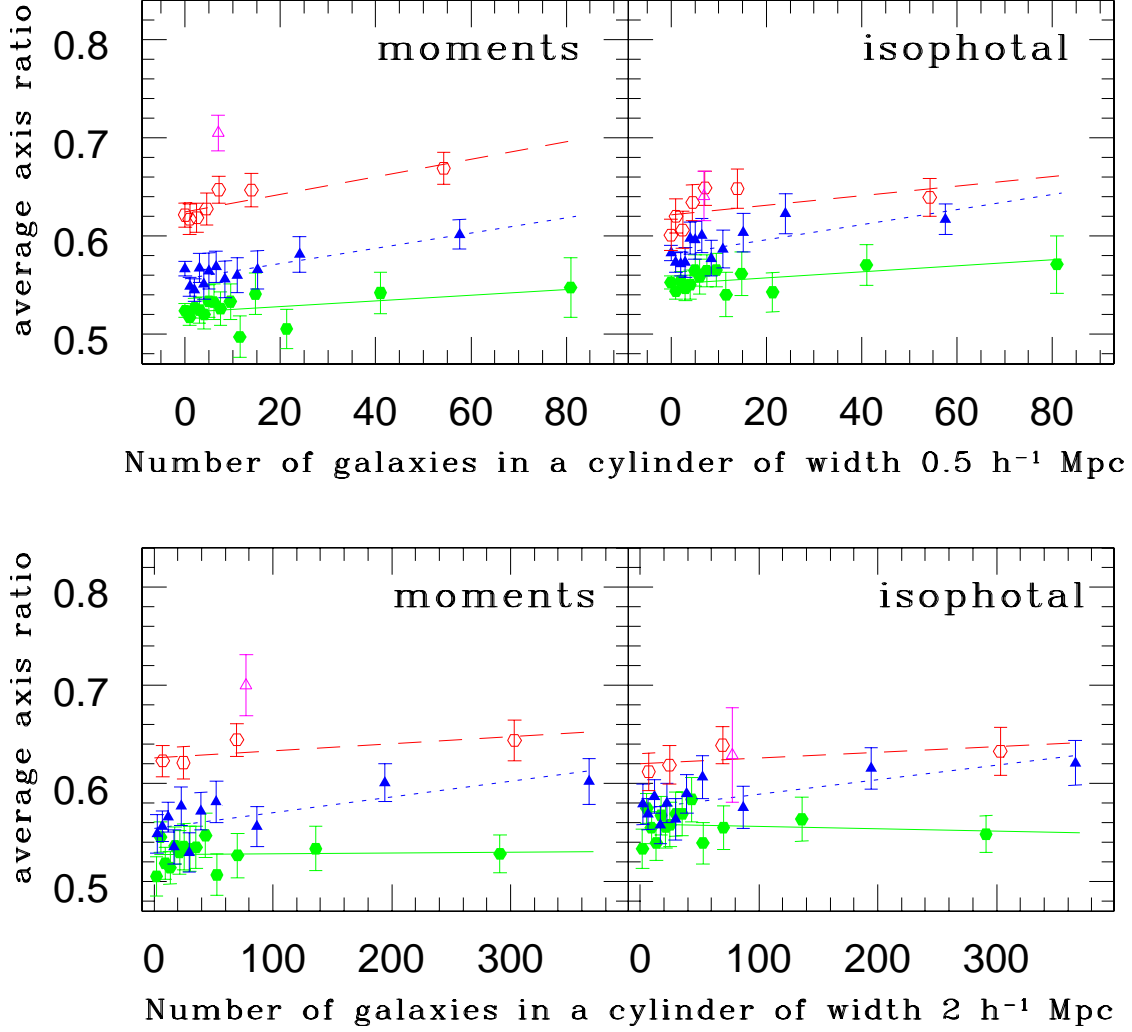 average axis ratio
0.8
0.7
0.6
0.5
moments
isophotal
0 20 40 60 80
0 20 40 60 80
Number of galaxies in a cylinder of width 0.5 h⁻¹ Mpc
average axis ratio
0.8
0.7
0.6
0.5
moments
isophotal
0 100 200 300
0 100 200 300
Number of galaxies in a cylinder of width 2 h⁻¹ Mpc